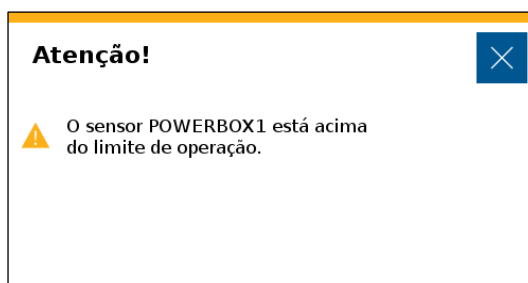 Atenção!
O sensor POWERBOX1 está acima
do limite de operação.